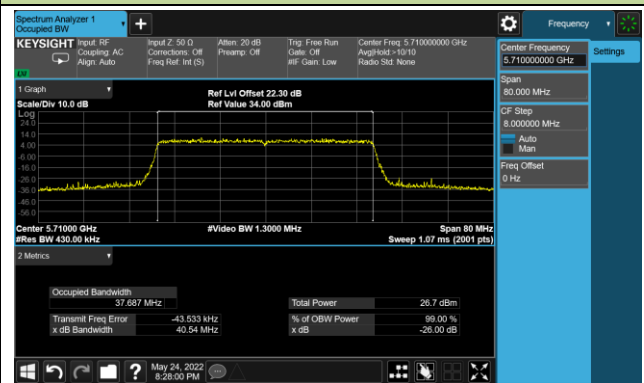 Spectrum Analyzer 1
Occupied BW
+
Frequency
KEYSIGHT
Input: RF
Coupling: AC
Align: Auto
Input Z: 50 Ω
Corrections: Off
Freq Ref: Int (S)
Atten: 20 dB
Preamp: Off
Trig: Free Run
Gate: Off
#IF Gain: Low
Center Freq: 5.710000000 GHz
Avg|Hold:>10/10
Radio Std: None
1 Graph
Scale/Div 10.0 dB
Ref Lvl Offset 22.30 dB
Ref Value 34.00 dBm
Log
24.0
14.0
4.00
-6.00
-16.0
-26.0
-36.0
-46.0
-56.0
Center 5.71000 GHz
#Res BW 430.00 kHz
#Video BW 1.3000 MHz
Span 80 MHz
Sweep 1.07 ms (2001 pts)
2 Metrics
Occupied Bandwidth
37.687 MHz
Transmit Freq Error -43.533 kHz
x dB Bandwidth 40.54 MHz
Total Power 26.7 dBm
% of OBW Power 99.00 %
x dB -26.00 dB
Center Frequency
5.710000000 GHz
Settings
Span
80.000 MHz
CF Step
8.000000 MHz
Auto
Man
Freq Offset
0 Hz
?
May 24, 2022
8:28:00 PM